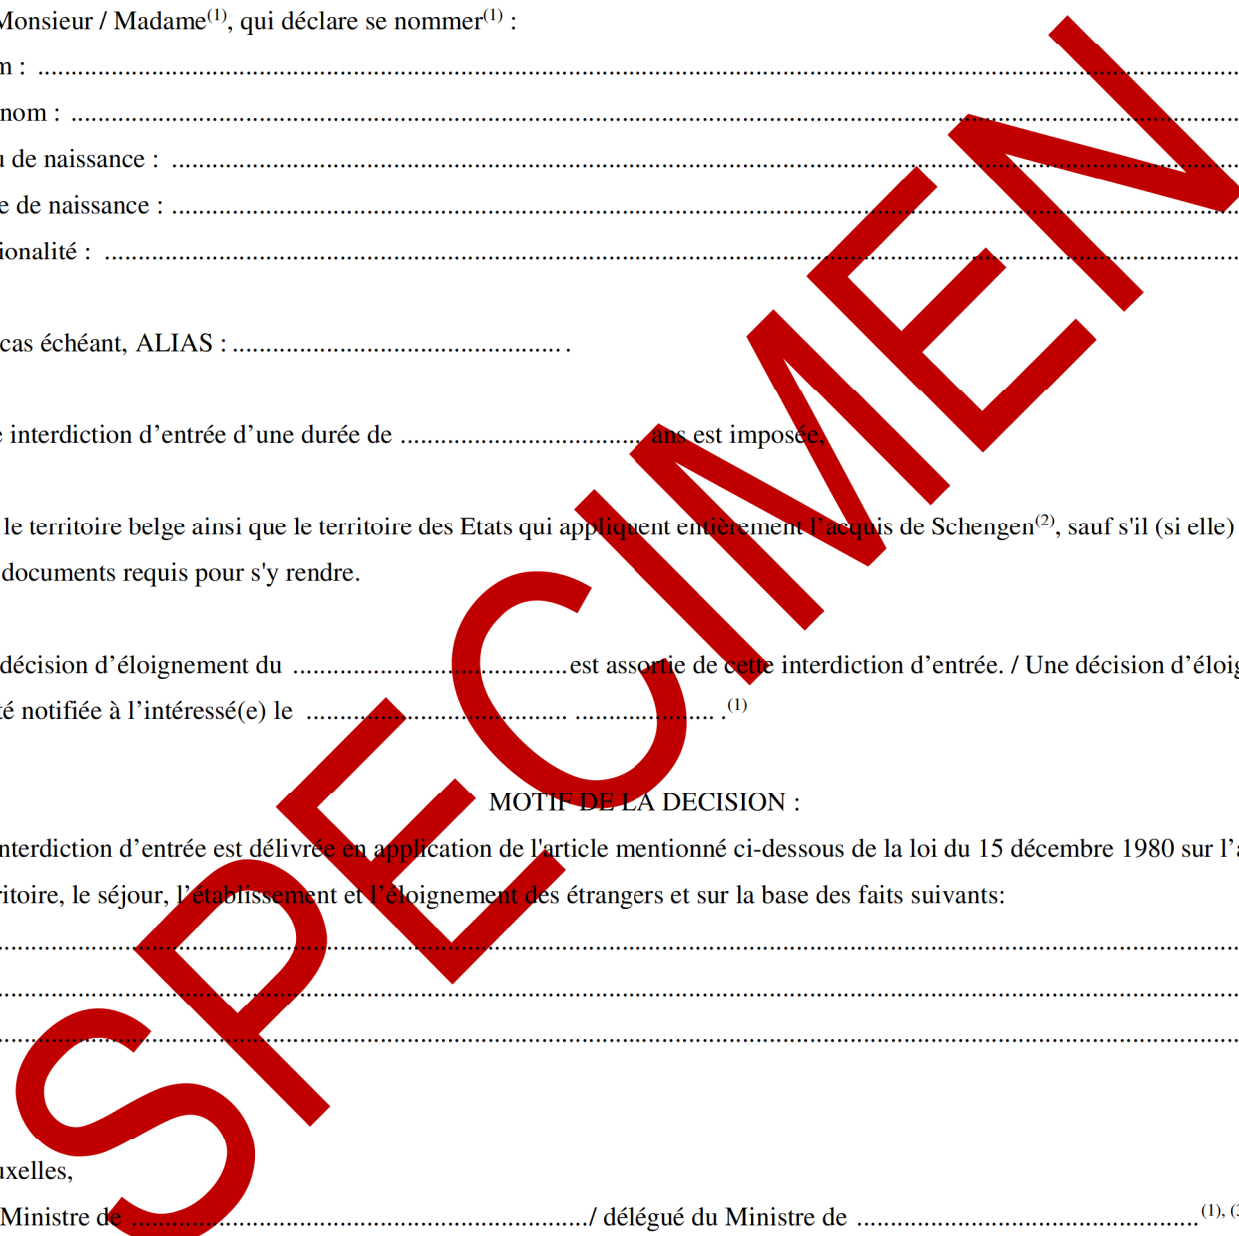 Monsieur / Madame(1), qui déclare se nommer(1) :
m : ........................................................................................................................
nom : ........................................................................................................................
u de naissance : ........................................................................................................................
e de naissance : ........................................................................................................................
ionalité : ........................................................................................................................
cas échéant, ALIAS : .................................................. .
e interdiction d’entrée d’une durée de .................................... ans est imposée,
le territoire belge ainsi que le territoire des Etats qui appliquent entièrement l’acquis de Schengen(2), sauf s'il (si elle)
documents requis pour s'y rendre.
décision d’éloignement du .........................................est assortie de cette interdiction d’entrée. / Une décision d’éloig
té notifiée à l’intéressé(e) le ....................................... ..................... .(1)
MOTIF DE LA DECISION :
nterdiction d’entrée est délivrée en application de l'article mentionné ci-dessous de la loi du 15 décembre 1980 sur l’a
ritoire, le séjour, l’établissement et l’éloignement des étrangers et sur la base des faits suivants:
........................................................................................................................
........................................................................................................................
........................................................................................................................
uxelles,
Ministre de ..................................................................../ délégué du Ministre de ................................................... (1), (3
SPECIMEN